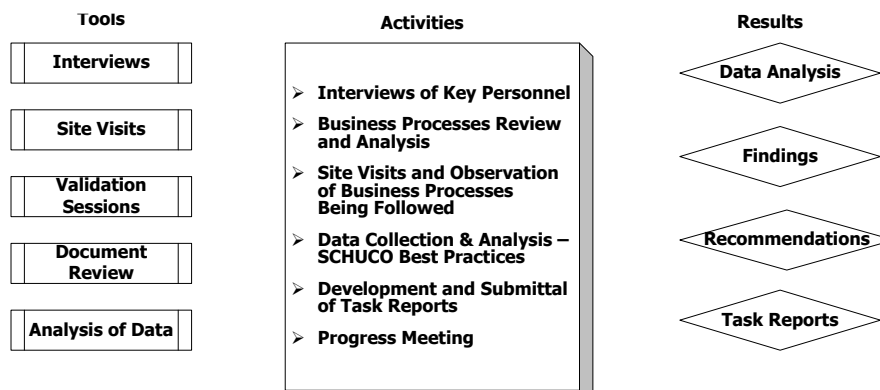 Tools
Interviews
Site Visits
Validation
Sessions
Document
Review
Analysis of Data
Activities
➢ Interviews of Key Personnel
➢ Business Processes Review
and Analysis
➢ Site Visits and Observation
of Business Processes
Being Followed
➢ Data Collection & Analysis –
SCHUCO Best Practices
➢ Development and Submittal
of Task Reports
➢ Progress Meeting
Results
Data Analysis
Findings
Recommendations
Task Reports